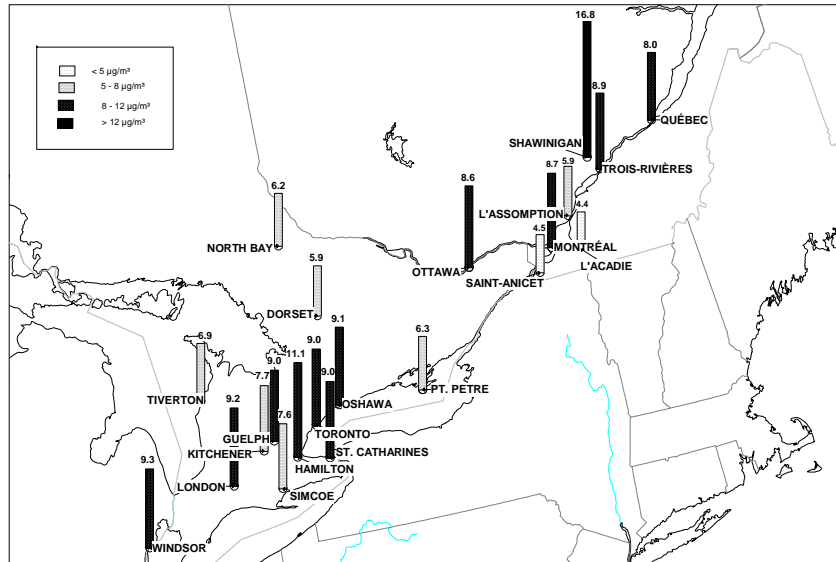 < 5 µg/m³
5 - 8 µg/m³
8 - 12 µg/m³
> 12 µg/m³
16.8
8.0
QUÉBEC
8.9
SHAWINIGAN
TROIS-RIVIÈRES
8.7
5.9
8.6
6.2
L'ASSOMPTION
4.4
4.5
NORTH BAY
MONTRÉAL
L'ACADIE
OTTAWA
SAINT-ANICET
5.9
DORSET
9.1
6.3
6.9
9.0
11.1
9.0
7.7
9.0
PT. PETRE
TIVERTON
9.2
OSHAWA
7.6
TORONTO
GUELPH
KITCHENER
ST. CATHARINES
HAMILTON
9.3
LONDON
SIMCOE
WINDSOR